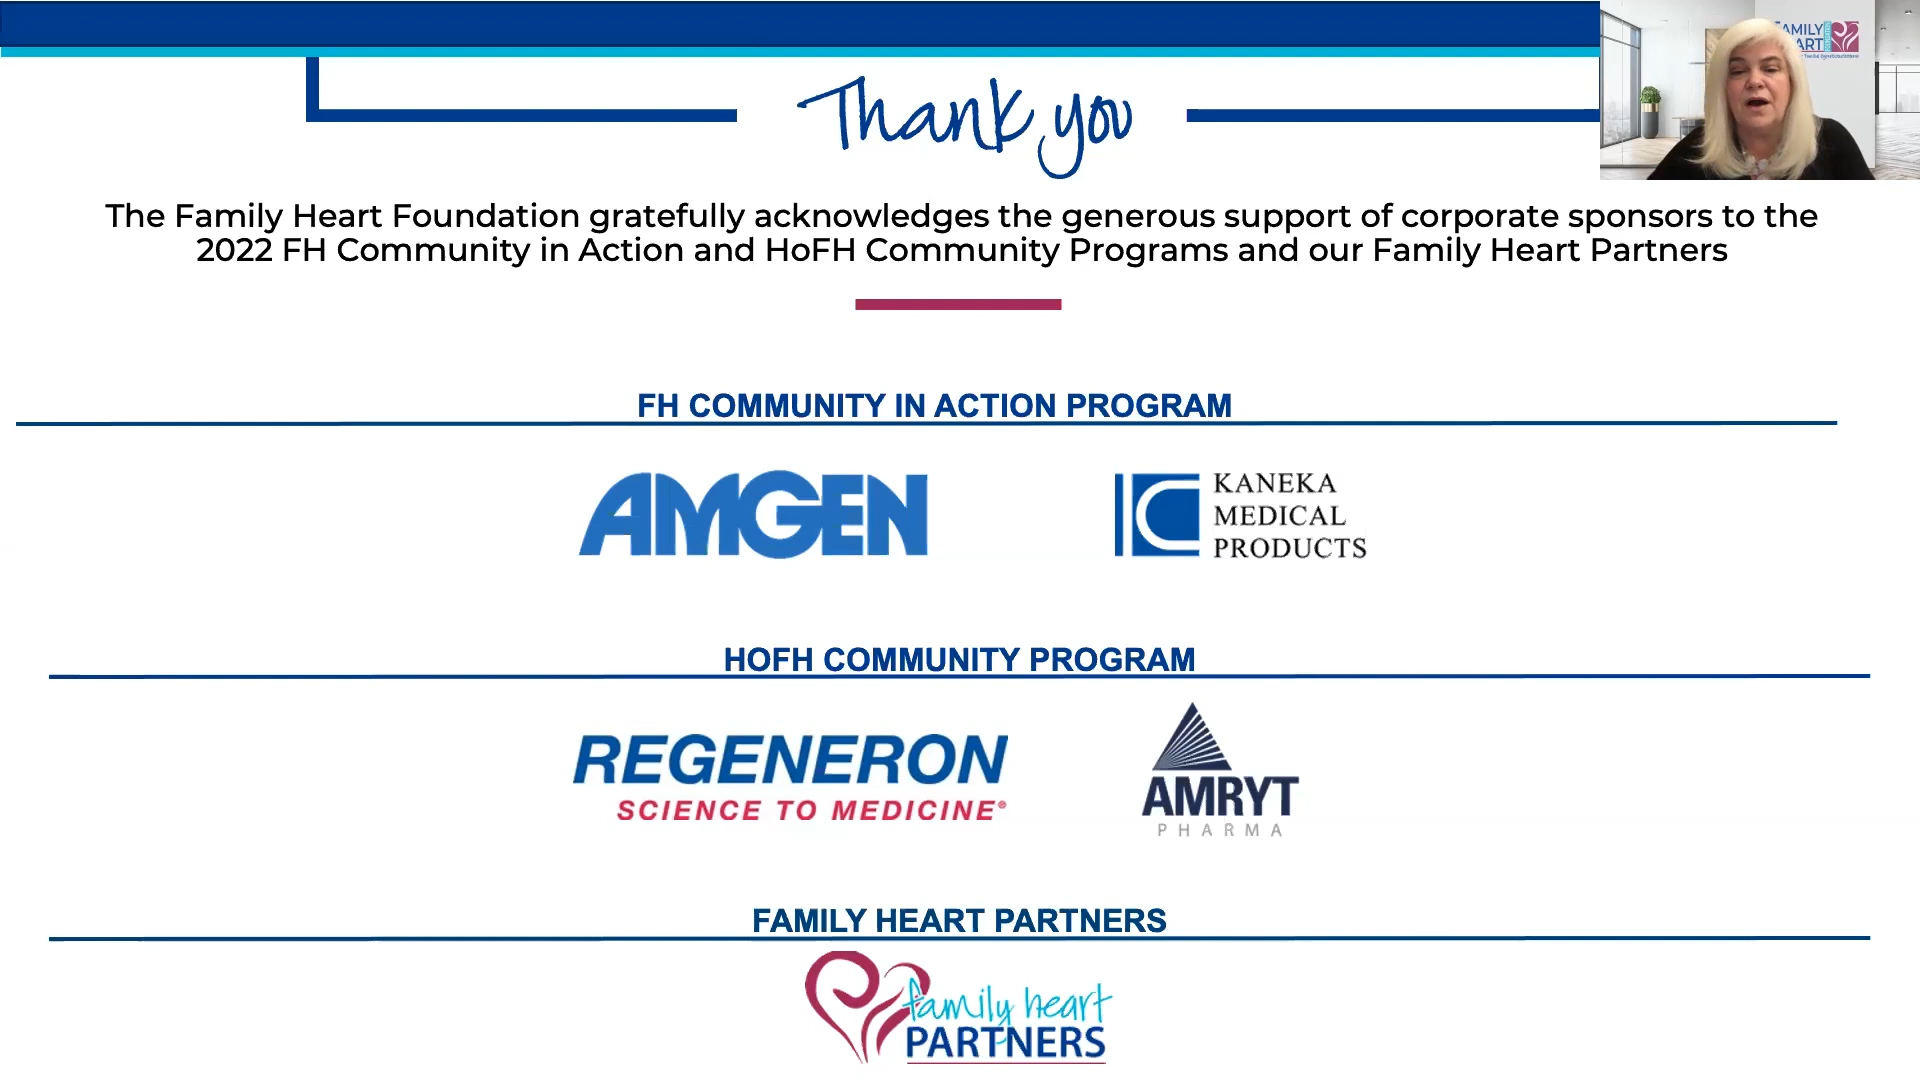 Thank you
The Family Heart Foundation gratefully acknowledges the generous support of corporate sponsors to the
2022 FH Community in Action and HoFH Community Programs and our Family Heart Partners
FH COMMUNITY IN ACTION PROGRAM
AMGEN
KANEKA
MEDICAL
PRODUCTS
HOFH COMMUNITY PROGRAM
REGENERON
SCIENCE TO MEDICINE®
AMRYT
PHARMA
FAMILY HEART PARTNERS
family heart
PARTNERS